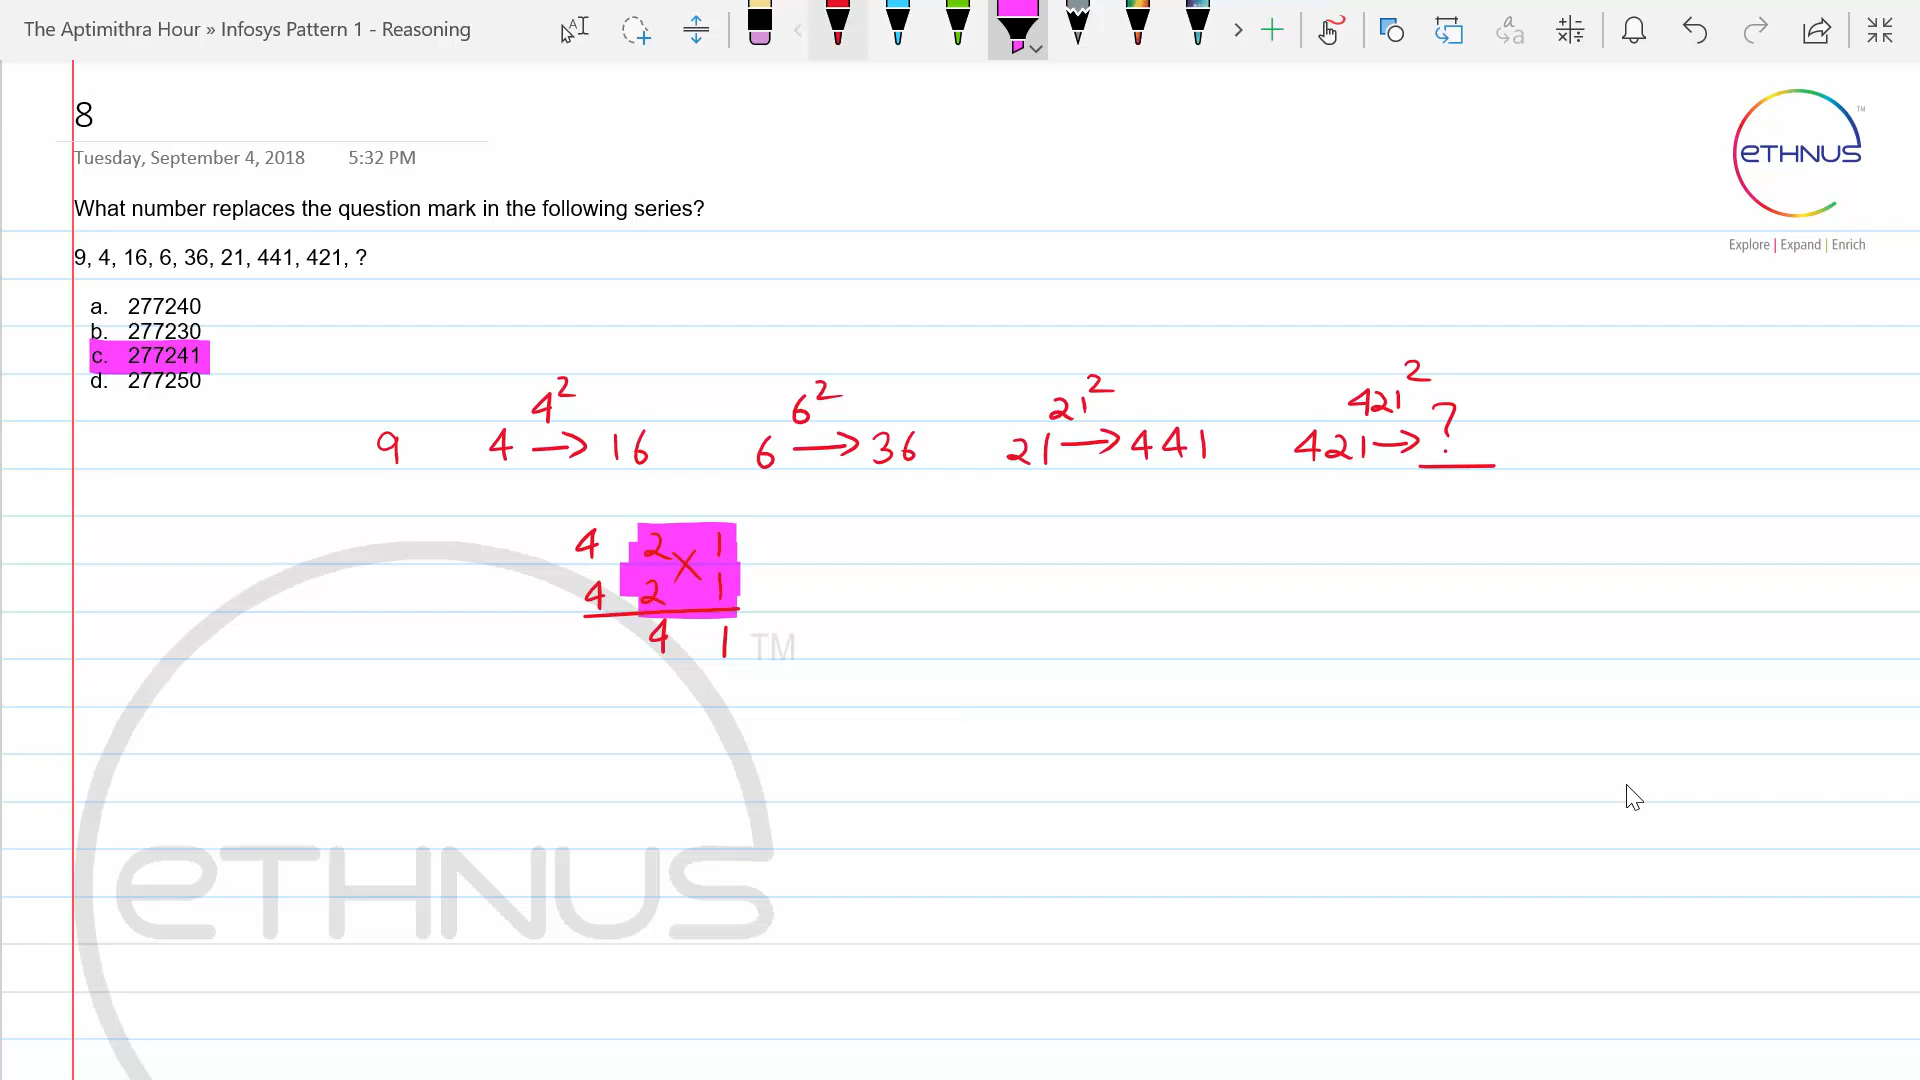 The Aptimithra Hour » Infosys Pattern 1 - Reasoning
8
Tuesday, September 4, 2018 5:32 PM
eTHNUS TM
Explore | Expand | Enrich
What number replaces the question mark in the following series?
9, 4, 16, 6, 36, 21, 441, 421, ?
a. 277240
b. 277230
c. 277241
d. 277250
4² 6² 21² 421²
9 4 → 16 6 → 36 21 → 441 421 → ?
4 2 × 1
4 2 1
4 1
TM
eTHNUS